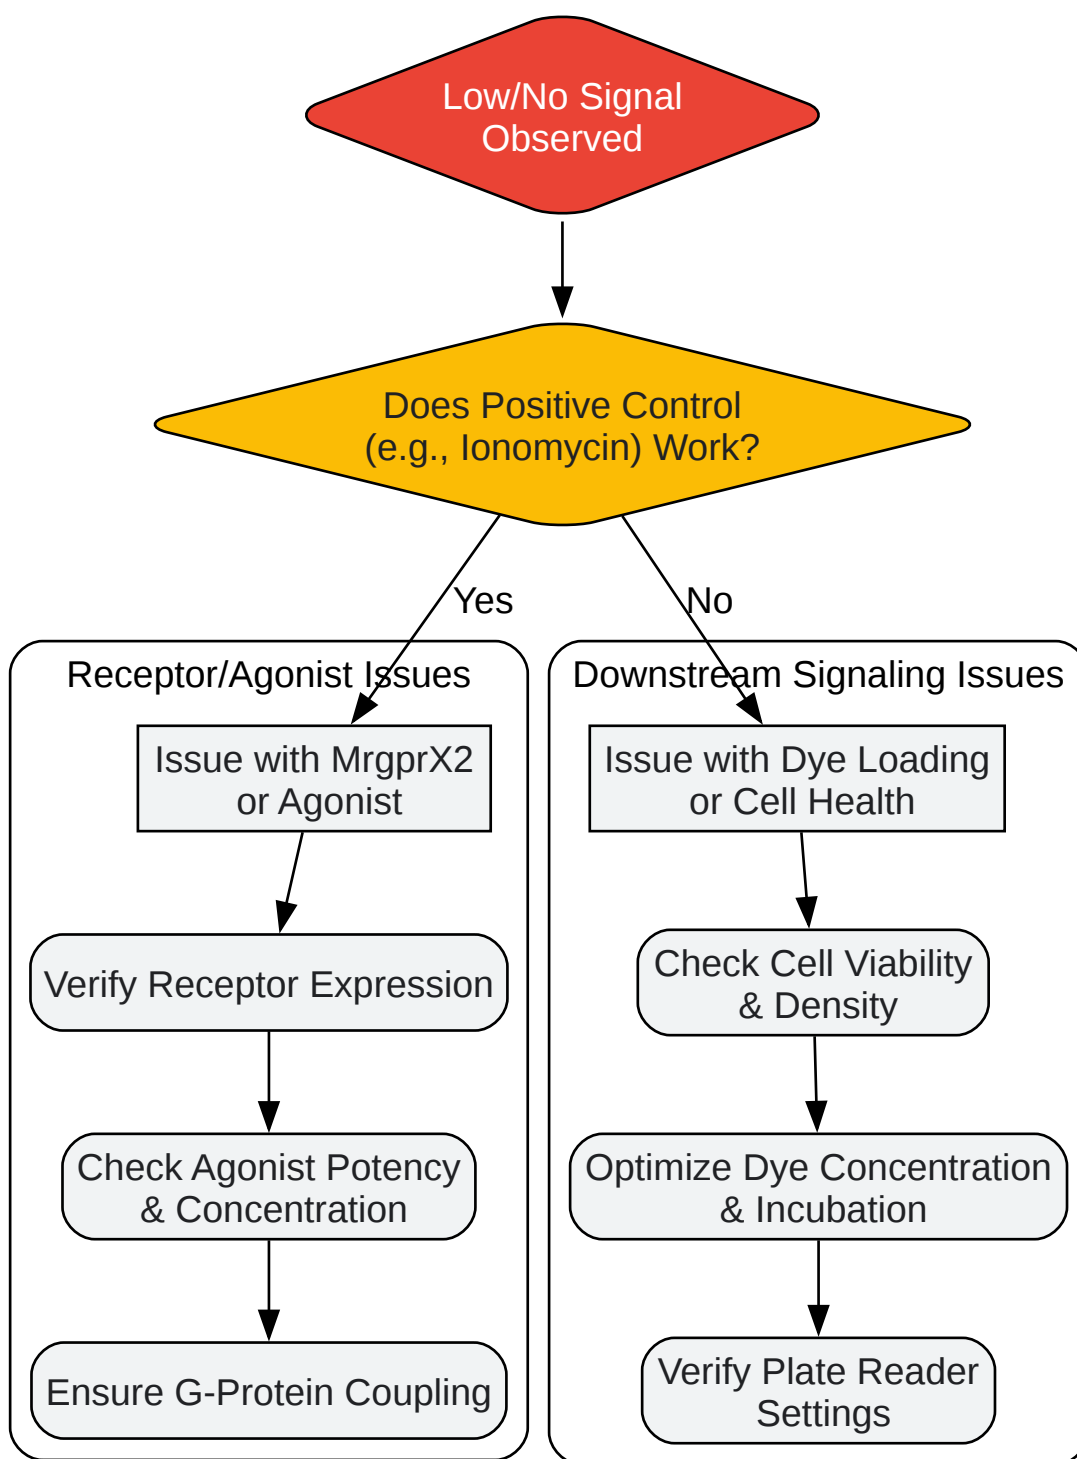 Low/No Signal
Observed
Does Positive Control
(e.g., Ionomycin) Work?
Yes
No
Receptor/Agonist Issues
Issue with MrgprX2
or Agonist
Verify Receptor Expression
Check Agonist Potency
& Concentration
Ensure G-Protein Coupling
Downstream Signaling Issues
Issue with Dye Loading
or Cell Health
Check Cell Viability
& Density
Optimize Dye Concentration
& Incubation
Verify Plate Reader
Settings